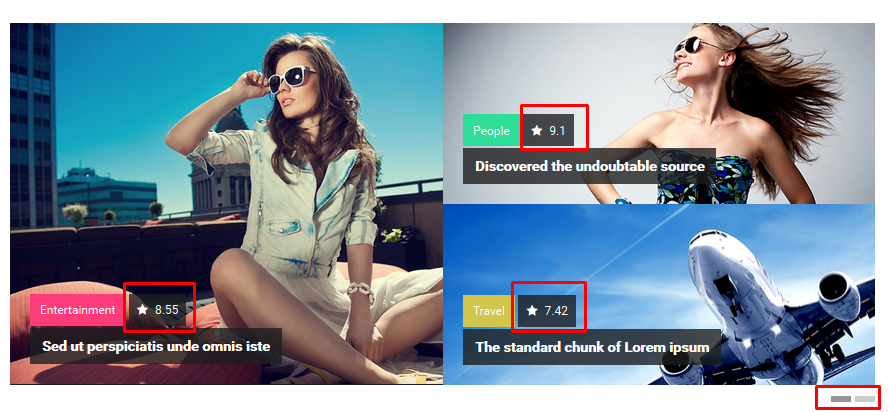 Entertainment ★ 8.55
Sed ut perspiciatis unde omnis iste
People ★ 9.1
Discovered the undoubtable source
Travel ★ 7.42
The standard chunk of Lorem ipsum